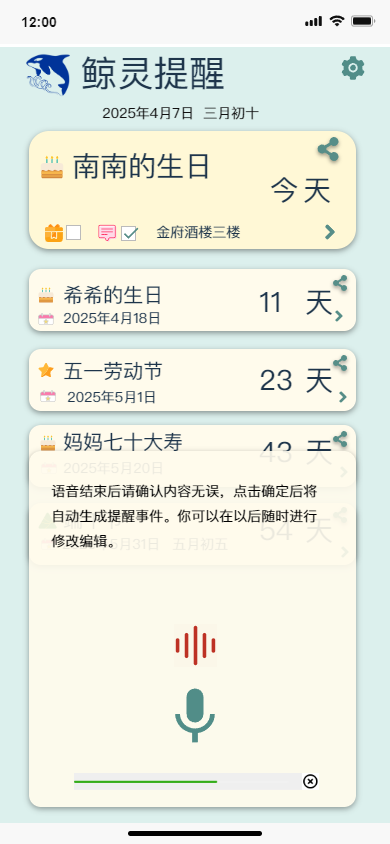 12:00
鲸灵提醒
2025年4月7日 三月初十
南南的生日
今天
金府酒楼三楼
希希的生日
11 天
2025年4月18日
五一劳动节
23 天
2025年5月1日
妈妈七十大寿
43 天
2025年5月20日
语音结束后请确认内容无误，点击确定后将
自动生成提醒事件。你可以在以后随时进行
修改编辑。
54 天
5月31日 五月初五